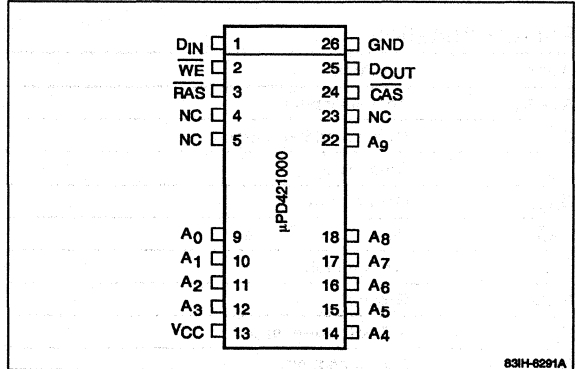 DIN 1 26 GND
WE 2 25 DOUT
RAS 3 24 CAS
NC 4 23 NC
NC 5 22 A9
μPD421000
A0 9 18 A8
A1 10 17 A7
A2 11 16 A6
A3 12 15 A5
VCC 13 14 A4
83IH-6291A